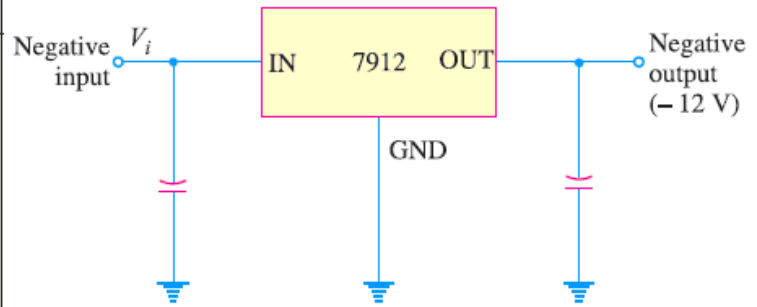 Negative
input
Vi
IN
7912
OUT
Negative
output
(– 12 V)
GND